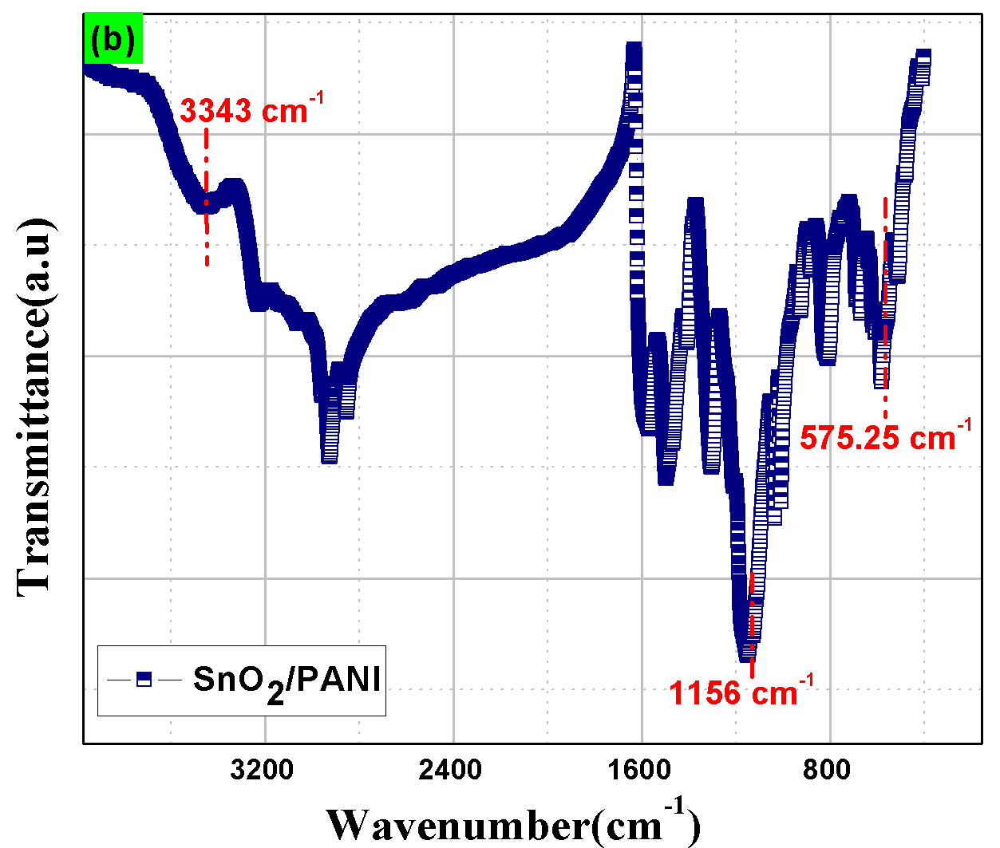 (b)
3343 cm⁻¹
Transmittance(a.u)
575.25 cm⁻¹
SnO₂/PANI
1156 cm⁻¹
3200 2400 1600 800
Wavenumber(cm⁻¹)